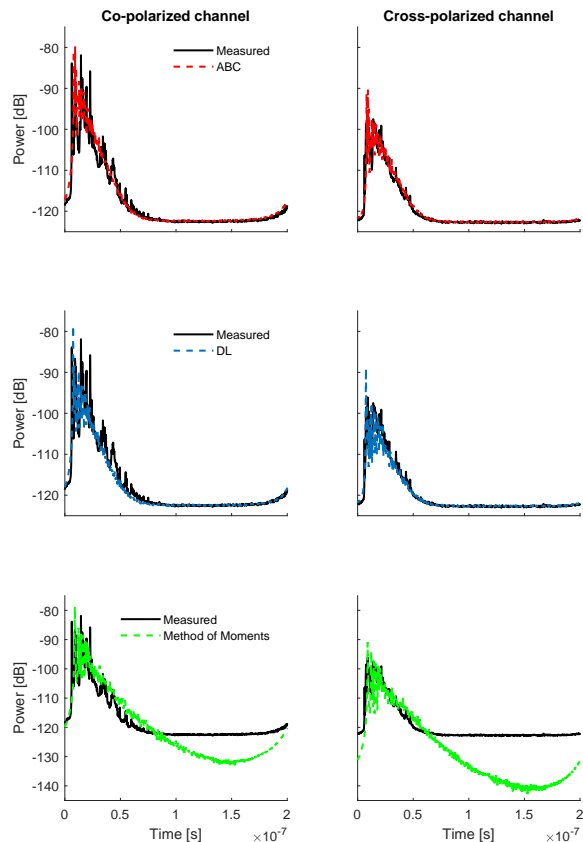 Co-polarized channel
Cross-polarized channel
Measured
ABC
Power [dB]
-80
-90
-100
-110
-120
Measured
DL
Power [dB]
-80
-90
-100
-110
-120
Measured
Method of Moments
Power [dB]
-80
-90
-100
-110
-120
-130
-140
0 0.5 1 1.5 2
Time [s] ×10⁻⁷
0 0.5 1 1.5 2
Time [s] ×10⁻⁷